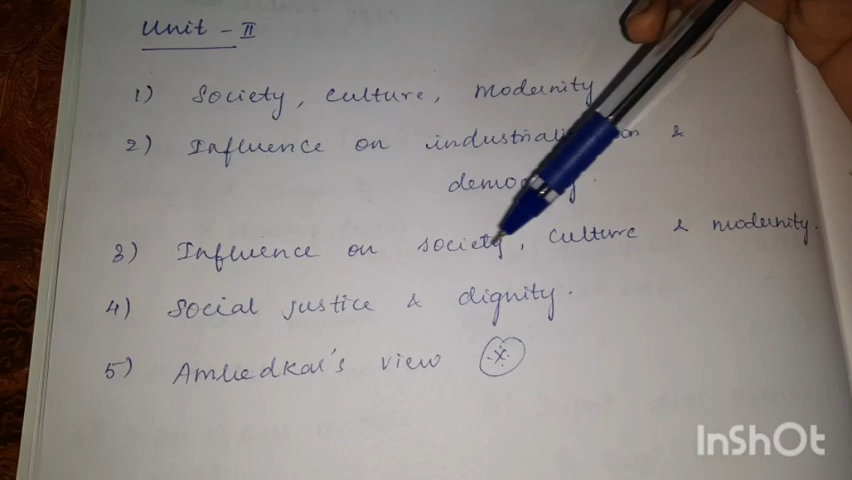 Unit - II
1) Society, culture, modernity
2) Influence on &
3) Influence on society, culture & modernity.
4) Social justice & dignity.
5) Ambedkar's view
InShOt